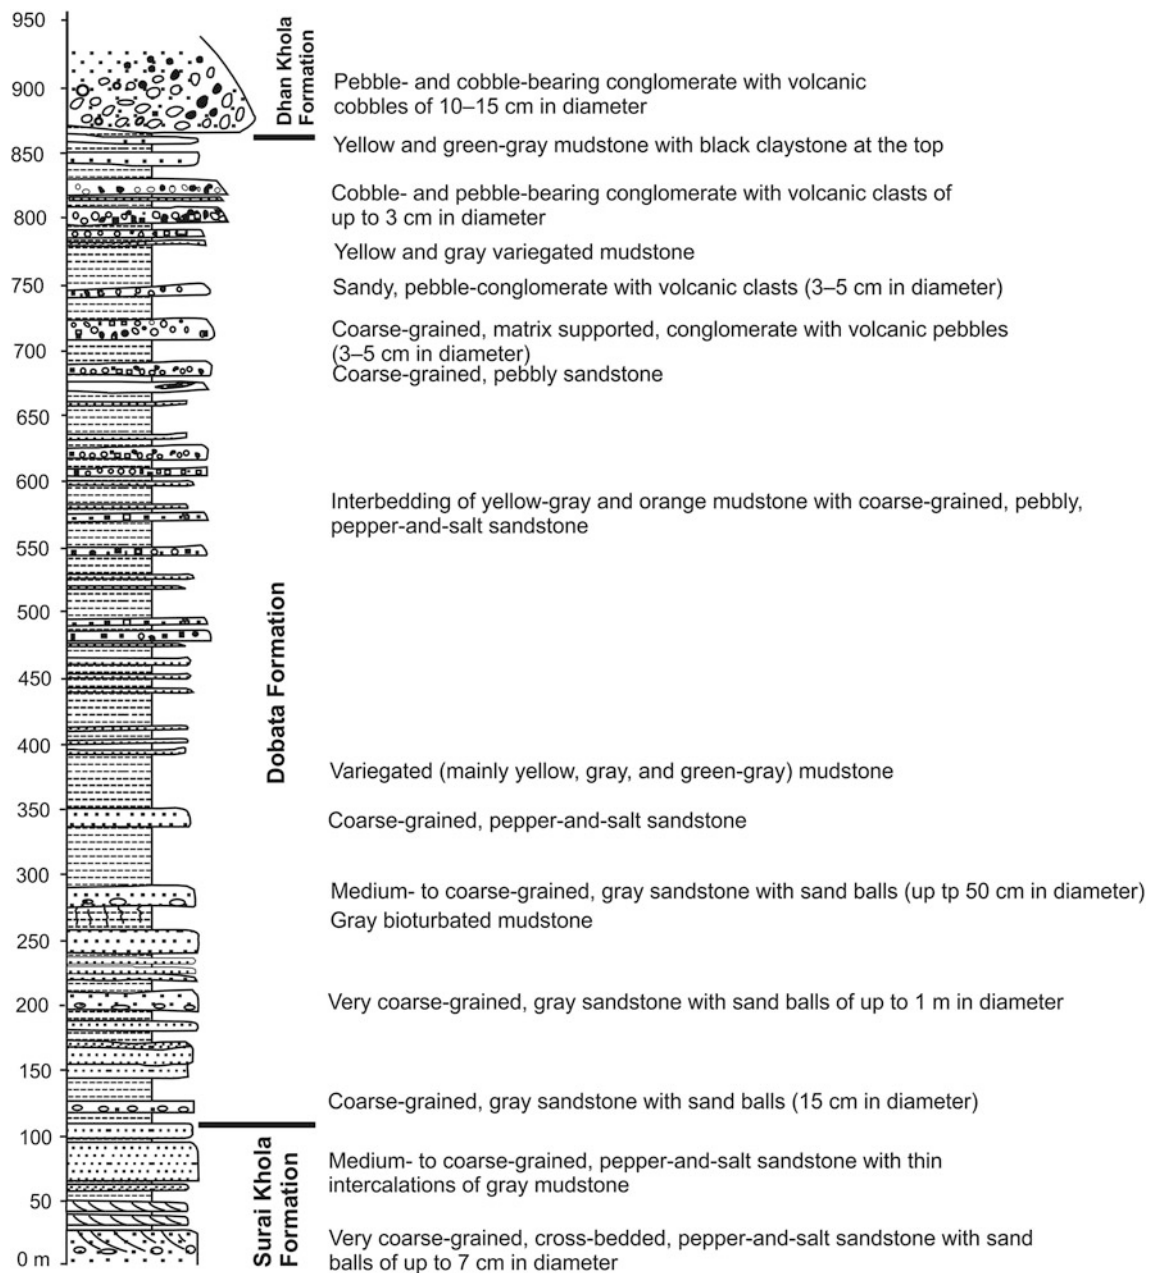 950
900
850
800
750
700
650
600
550
500
450
400
350
300
250
200
150
100
50
0 m
Dhan Khola
Formation
Dobata Formation
Surai Khola
Formation
Pebble- and cobble-bearing conglomerate with volcanic
cobbles of 10–15 cm in diameter
Yellow and green-gray mudstone with black claystone at the top
Cobble- and pebble-bearing conglomerate with volcanic clasts of
up to 3 cm in diameter
Yellow and gray variegated mudstone
Sandy, pebble-conglomerate with volcanic clasts (3–5 cm in diameter)
Coarse-grained, matrix supported, conglomerate with volcanic pebbles
(3–5 cm in diameter)
Coarse-grained, pebbly sandstone
Interbedding of yellow-gray and orange mudstone with coarse-grained, pebbly,
pepper-and-salt sandstone
Variegated (mainly yellow, gray, and green-gray) mudstone
Coarse-grained, pepper-and-salt sandstone
Medium- to coarse-grained, gray sandstone with sand balls (up tp 50 cm in diameter)
Gray bioturbated mudstone
Very coarse-grained, gray sandstone with sand balls of up to 1 m in diameter
Coarse-grained, gray sandstone with sand balls (15 cm in diameter)
Medium- to coarse-grained, pepper-and-salt sandstone with thin
intercalations of gray mudstone
Very coarse-grained, cross-bedded, pepper-and-salt sandstone with sand
balls of up to 7 cm in diameter